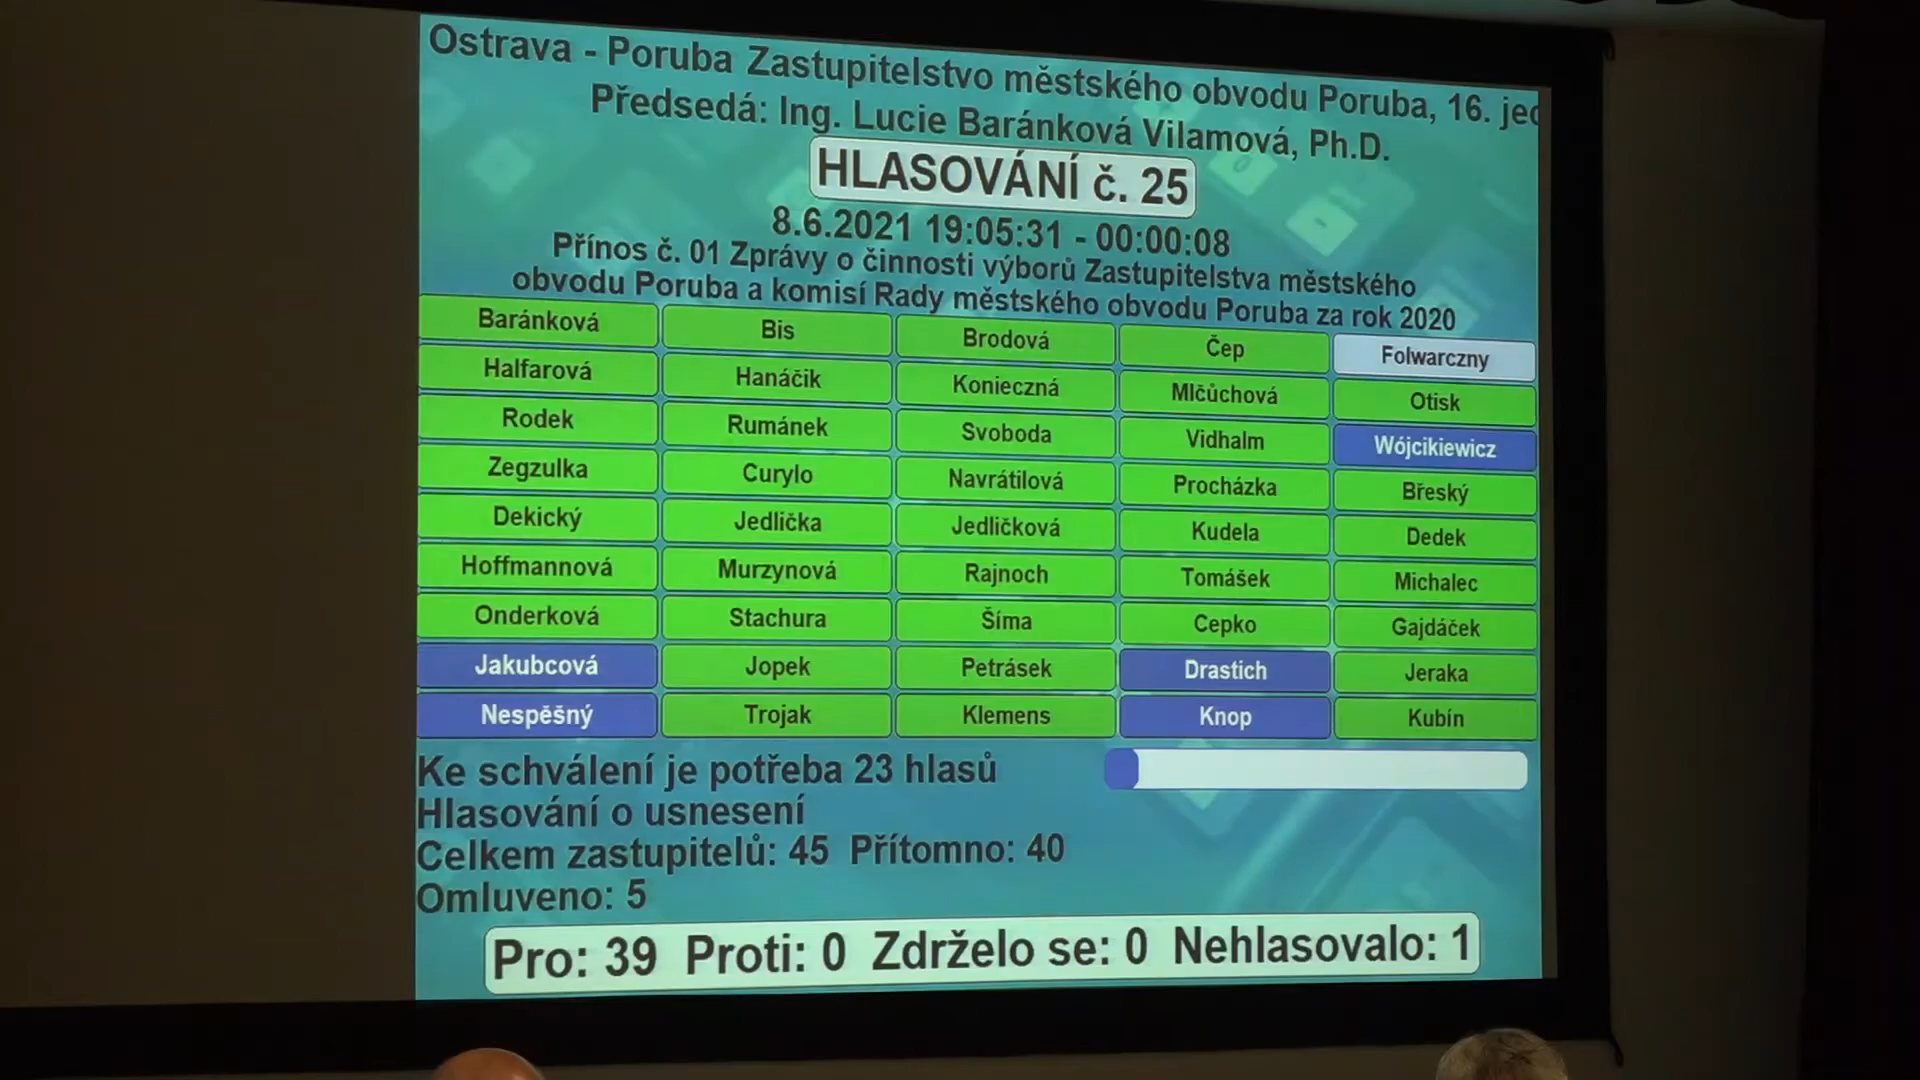 Ostrava - Poruba Zastupitelstvo městského obvodu Poruba, 16. jec
Předsedá: Ing. Lucie Baránková Vilamová, Ph.D.
HLASOVÁNÍ č. 25
8.6.2021 19:05:31 - 00:00:08
Přínos č. 01 Zprávy o činnosti výborů Zastupitelstva městského
obvodu Poruba a komisí Rady městského obvodu Poruba za rok 2020
Baránková Bis Brodová Čep Folwarczny
Halfarová Hanáčik Konieczná Mlčůchová Otisk
Rodek Rumánek Svoboda Vidhalm Wójcikiewicz
Zegzulka Curylo Navrátilová Procházka Břeský
Dekický Jedlička Jedličková Kudela Dedek
Hoffmannová Murzynová Rajnoch Tomášek Michalec
Onderková Stachura Šíma Cepko Gajdáček
Jakubcová Jopek Petrásek Drastich Jeraka
Nespěšný Trojak Klemens Knop Kubín
Ke schválení je potřeba 23 hlasů
Hlasování o usnesení
Celkem zastupitelů: 45 Přítomno: 40
Omluveno: 5
Pro: 39 Proti: 0 Zdrželo se: 0 Nehlasovalo: 1